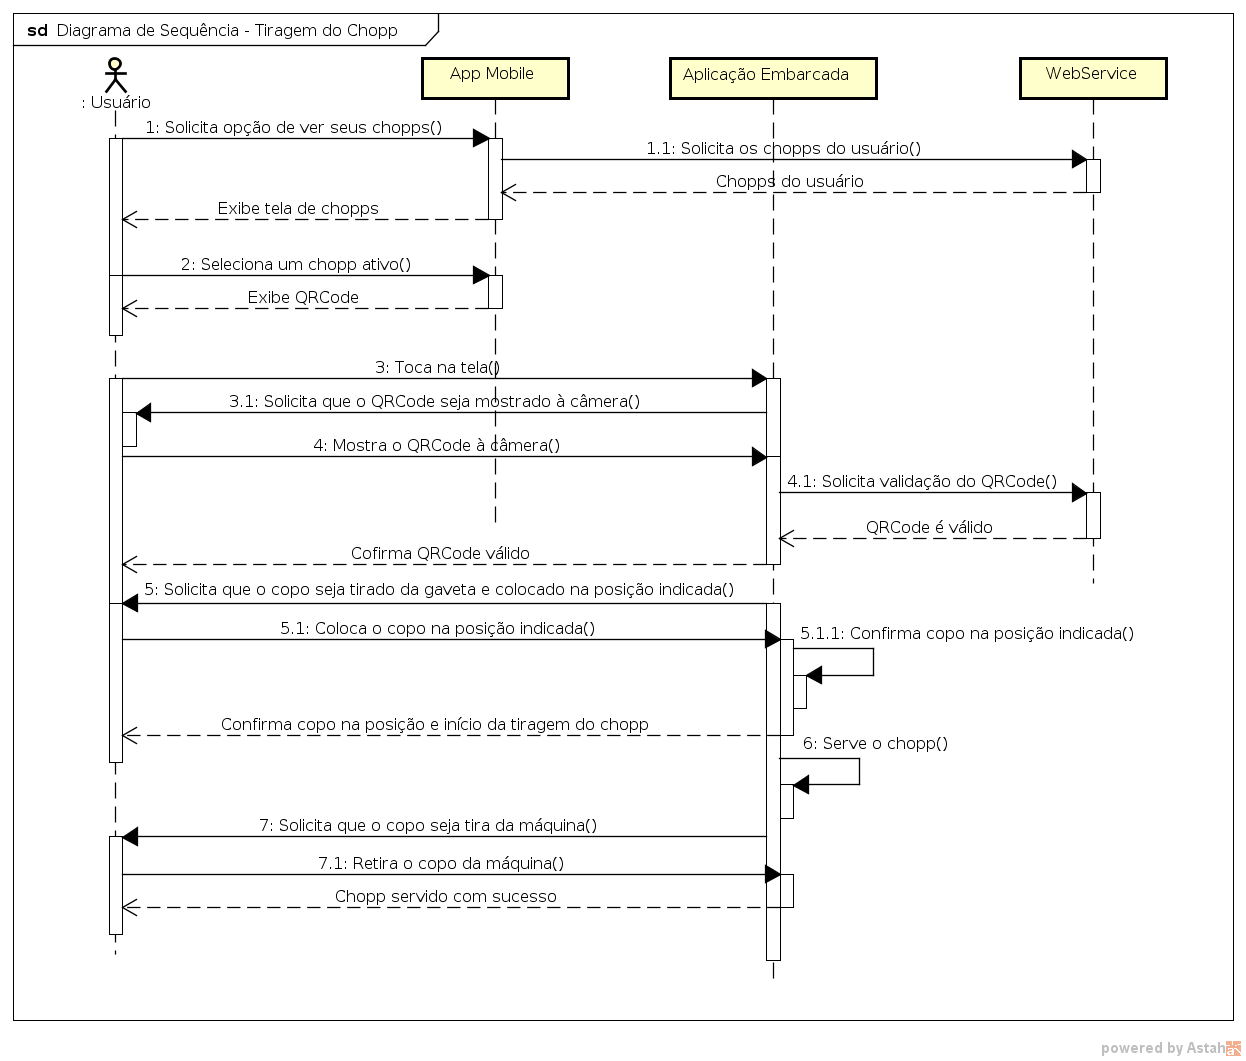 sd Diagrama de Sequência - Tiragem do Chopp
: Usuário
App Mobile
Aplicação Embarcada
WebService
1: Solicita opção de ver seus chopps()
1.1: Solicita os chopps do usuário()
Chopps do usuário
Exibe tela de chopps
2: Seleciona um chopp ativo()
Exibe QRCode
3: Toca na tela()
3.1: Solicita que o QRCode seja mostrado à câmera()
4: Mostra o QRCode à câmera()
4.1: Solicita validação do QRCode()
QRCode é válido
Cofirma QRCode válido
5: Solicita que o copo seja tirado da gaveta e colocado na posição indicada()
5.1: Coloca o copo na posição indicada()
5.1.1: Confirma copo na posição indicada()
Confirma copo na posição e início da tiragem do chopp
6: Serve o chopp()
7: Solicita que o copo seja tira da máquina()
7.1: Retira o copo da máquina()
Chopp servido com sucesso
powered by Astah